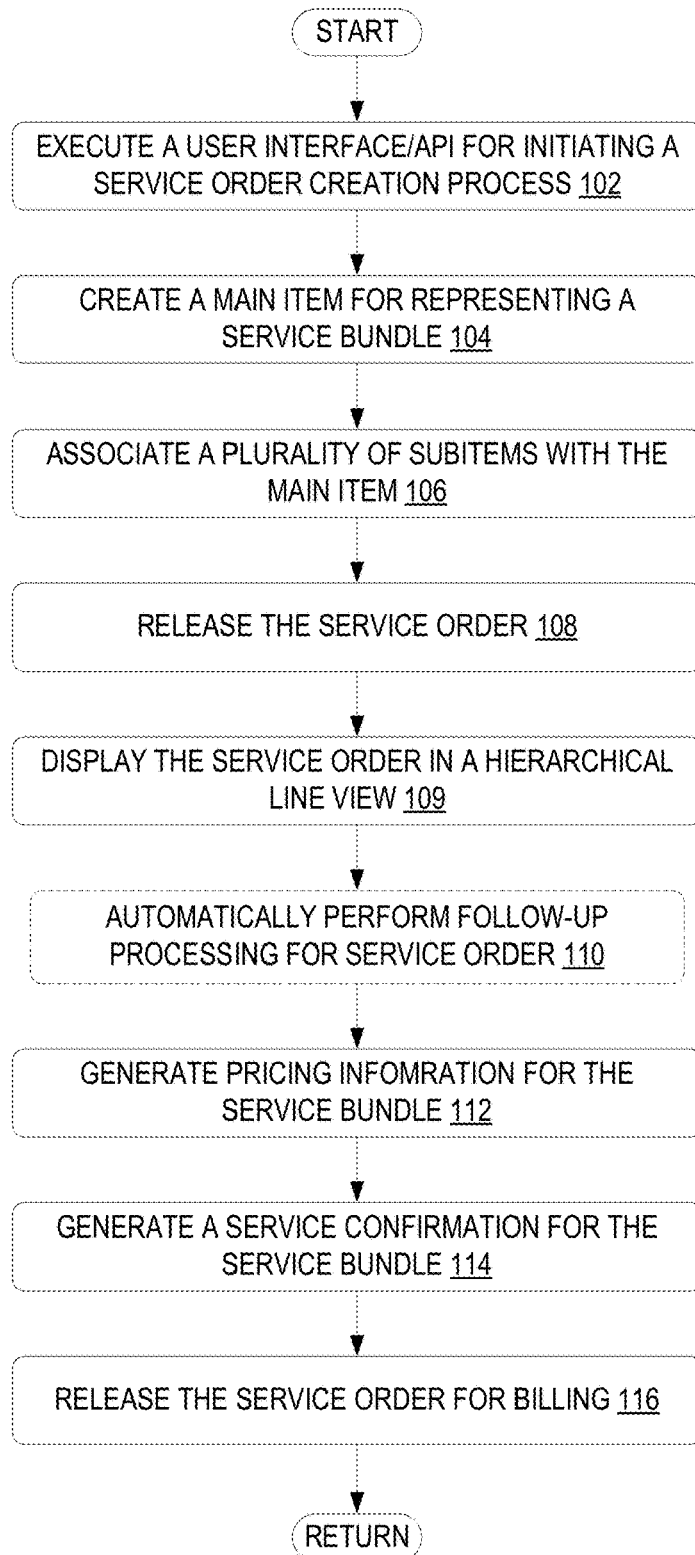 START
EXECUTE A USER INTERFACE/API FOR INITIATING A
SERVICE ORDER CREATION PROCESS 102
CREATE A MAIN ITEM FOR REPRESENTING A
SERVICE BUNDLE 104
ASSOCIATE A PLURALITY OF SUBITEMS WITH THE
MAIN ITEM 106
RELEASE THE SERVICE ORDER 108
DISPLAY THE SERVICE ORDER IN A HIERARCHICAL
LINE VIEW 109
AUTOMATICALLY PERFORM FOLLOW-UP
PROCESSING FOR SERVICE ORDER 110
GENERATE PRICING INFOMRATION FOR THE
SERVICE BUNDLE 112
GENERATE A SERVICE CONFIRMATION FOR THE
SERVICE BUNDLE 114
RELEASE THE SERVICE ORDER FOR BILLING 116
RETURN